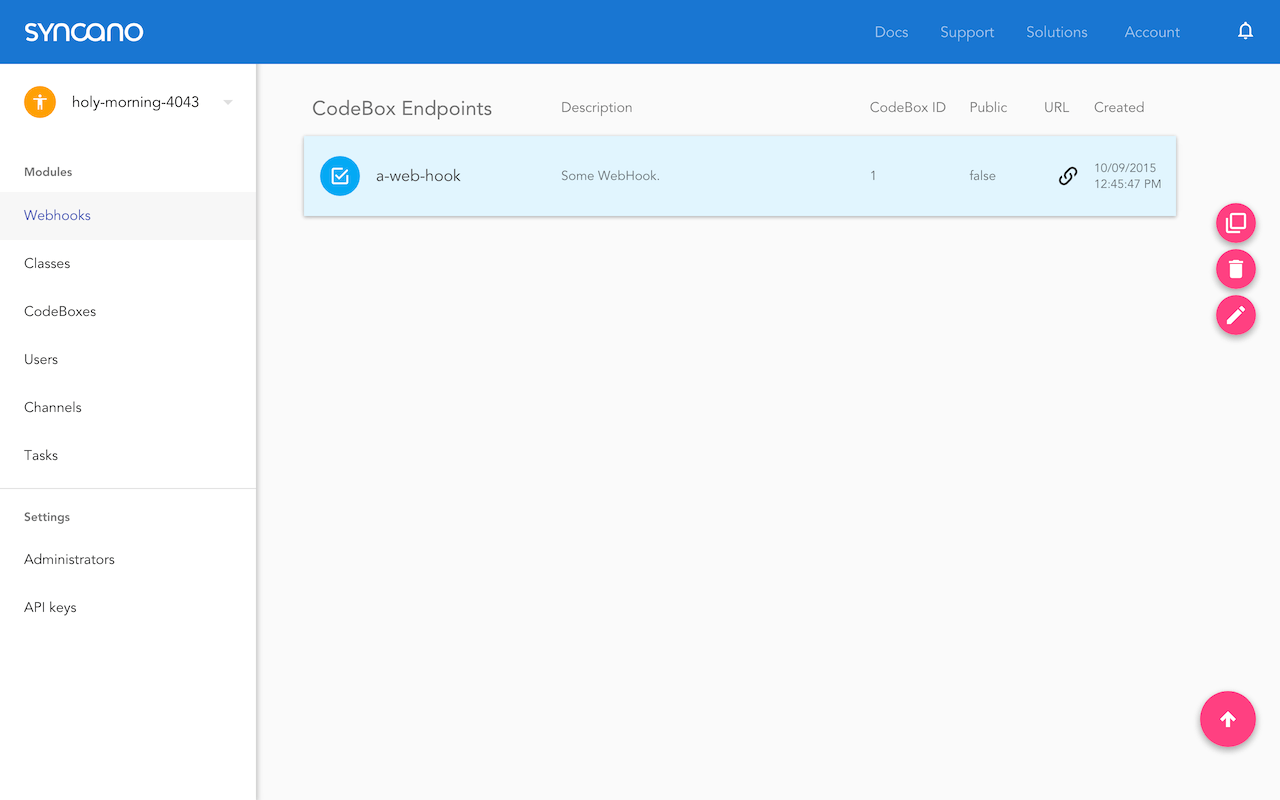 syncano
Docs
Support
Solutions
Account
holy-morning-4043
Modules
Webhooks
Classes
CodeBoxes
Users
Channels
Tasks
Settings
Administrators
API keys
CodeBox Endpoints
Description
CodeBox ID
Public
URL
Created
a-web-hook
Some WebHook.
1
false
10/09/2015
12:45:47 PM